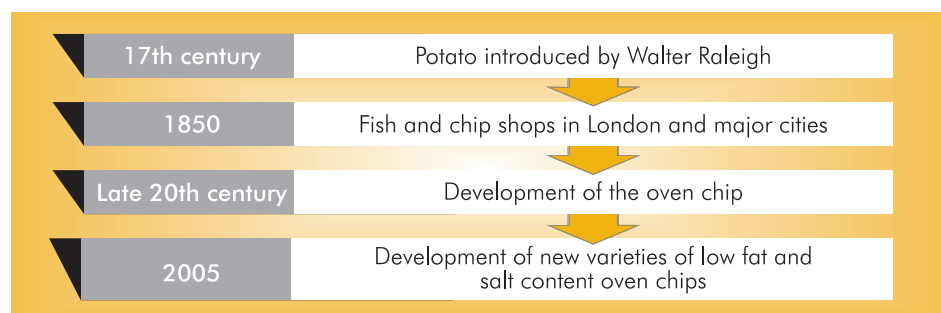 17th century
Potato introduced by Walter Raleigh
1850
Fish and chip shops in London and major cities
Late 20th century
Development of the oven chip
2005
Development of new varieties of low fat and
salt content oven chips